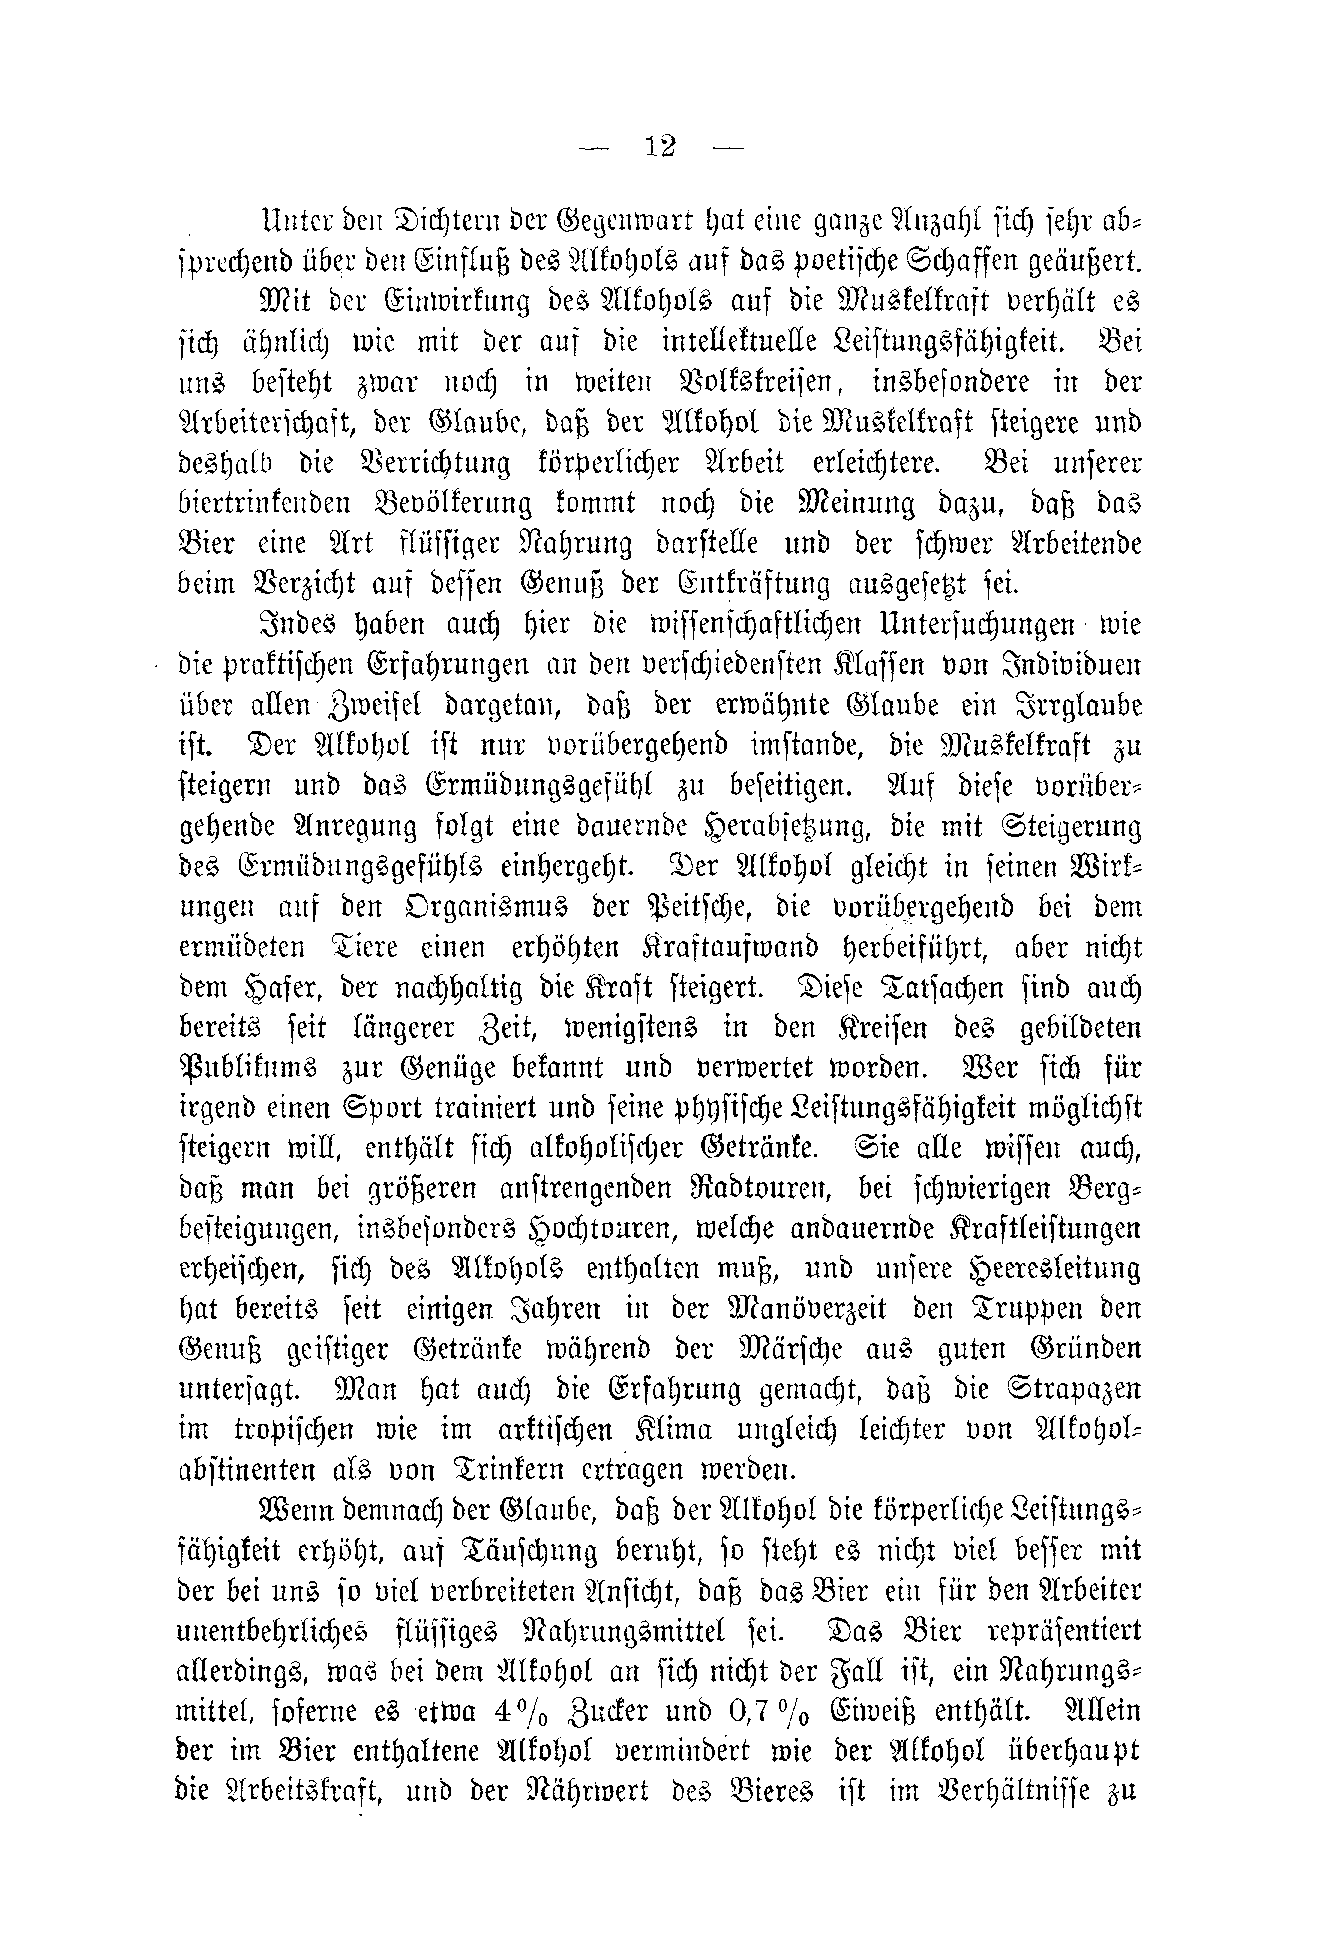 — 12 —
Unter den Dichtern der Gegenwart hat eine ganze Anzahl sich sehr ab-
sprechend über den Einfluß des Alkohols auf das poetische Schaffen geäußert.
Mit der Einwirkung des Alkohols auf die Muskelkraft verhält es
sich ähnlich wie mit der auf die intellektuelle Leistungsfähigkeit. Bei
uns besteht zwar noch in weiten Volkskreisen, insbesondere in der
Arbeiterschaft, der Glaube, daß der Alkohol die Muskelkraft steigere und
deshalb die Verrichtung körperlicher Arbeit erleichtere. Bei unserer
biertrinkenden Bevölkerung kommt noch die Meinung dazu, daß das
Bier eine Art flüssiger Nahrung darstelle und der schwer Arbeitende
beim Verzicht auf dessen Genuß der Entkräftung ausgesetzt sei.
Indes haben auch hier die wissenschaftlichen Untersuchungen wie
die praktischen Erfahrungen an den verschiedensten Klassen von Individuen
über allen Zweifel dargetan, daß der erwähnte Glaube ein Irrglaube
ist. Der Alkohol ist nur vorübergehend imstande, die Muskelkraft zu
steigern und das Ermüdungsgefühl zu beseitigen. Auf diese vorüber-
gehende Anregung folgt eine dauernde Herabsetzung, die mit Steigerung
des Ermüdungsgefühls einhergeht. Der Alkohol gleicht in seinen Wirk-
ungen auf den Organismus der Peitsche, die vorübergehend bei dem
ermüdeten Tiere einen erhöhten Kraftaufwand herbeiführt, aber nicht
dem Hafer, der nachhaltig die Kraft steigert. Diese Tatsachen sind auch
bereits seit längerer Zeit, wenigstens in den Kreisen des gebildeten
Publikums zur Genüge bekannt und verwertet worden. Wer sich für
irgend einen Sport trainiert und seine physische Leistungsfähigkeit möglichst
steigern will, enthält sich alkoholischer Getränke. Sie alle wissen auch,
daß man bei größeren anstrengenden Radtouren, bei schwierigen Berg-
besteigungen, insbesonders Hochtouren, welche andauernde Kraftleistungen
erheischen, sich des Alkohols enthalten muß, und unsere Heeresleitung
hat bereits seit einigen Jahren in der Manöverzeit den Truppen den
Genuß geistiger Getränke während der Märsche aus guten Gründen
untersagt. Man hat auch die Erfahrung gemacht, daß die Strapazen
im tropischen wie im arktischen Klima ungleich leichter von Alkohol-
abstinenten als von Trinkern ertragen werden.
Wenn demnach der Glaube, daß der Alkohol die körperliche Leistungs-
fähigkeit erhöht, auf Täuschung beruht, so steht es nicht viel besser mit
der bei uns so viel verbreiteten Ansicht, daß das Bier ein für den Arbeiter
unentbehrliches flüssiges Nahrungsmittel sei. Das Bier repräsentiert
allerdings, was bei dem Alkohol an sich nicht der Fall ist, ein Nahrungs-
mittel, soferne es etwa 4% Zucker und 0,7% Eiweiß enthält. Allein
der im Bier enthaltene Alkohol vermindert wie der Alkohol überhaupt
die Arbeitskraft, und der Nährwert des Bieres ist im Verhältnisse zu